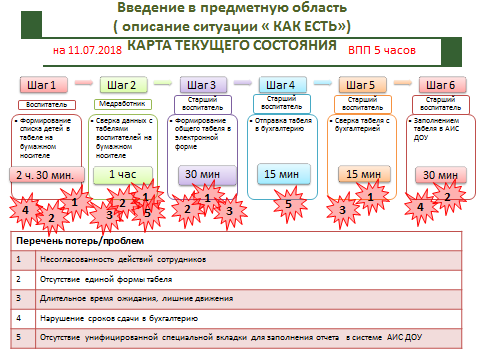 Введение в предметную область
( описание ситуации « КАК ЕСТЬ»)
КАРТА ТЕКУЩЕГО СОСТОЯНИЯ
на 11.07.2018
ВПП 5 часов
Шаг 1
Воспитатель
• Формирование
списка детей в
табеле на
бумажном
носителе
2 ч. 30 мин.
4
2
1
Шаг 2
Медработник
• Сверка данных с
табелями
воспитателей на
бумажном
носителе
1 час
3
2
1
5
Шаг 3
Старший
воспитатель
• Формирование
общего табеля в
электронной
форме
30 мин
2
1
3
Шаг 4
Старший
воспитатель
• Отправка табеля
в бухгалтерию
15 мин
5
Шаг 5
Старший
воспитатель
• Сверка табеля с
бухгалтерией
15 мин
3
1
Шаг 6
Старший
воспитатель
• Заполнением
табеля в АИС
ДОУ
30 мин
4
2
Перечень потерь/проблем
1 Несогласованность действий сотрудников
2 Отсутствие единой формы табеля
3 Длительное время ожидания, лишние движения
4 Нарушение сроков сдачи в бухгалтерию
5 Отсутствие унифицированной специальной вкладки для заполнения отчета в системе АИС ДОУ